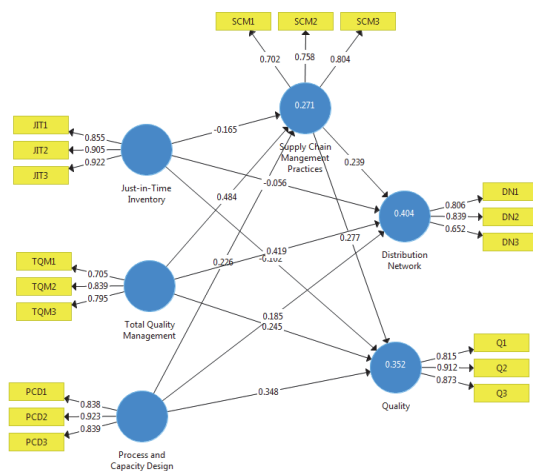 SCM1
SCM2
SCM3
0.702
0.758
0.804
0.271
Supply Chain
Mangement
Practices
JIT1
JIT2
JIT3
0.855
0.905
0.922
Just-in-Time
Inventory
-0.165
-0.056
0.484
0.226
0.239
0.277
0.419
-0.102
0.404
Distribution
Network
DN1
DN2
DN3
0.806
0.839
0.652
TQM1
TQM2
TQM3
0.705
0.839
0.795
Total Quality
Management
0.185
0.245
0.348
0.352
Quality
Q1
Q2
Q3
0.815
0.912
0.873
PCD1
PCD2
PCD3
0.838
0.923
0.839
Process and
Capacity Design